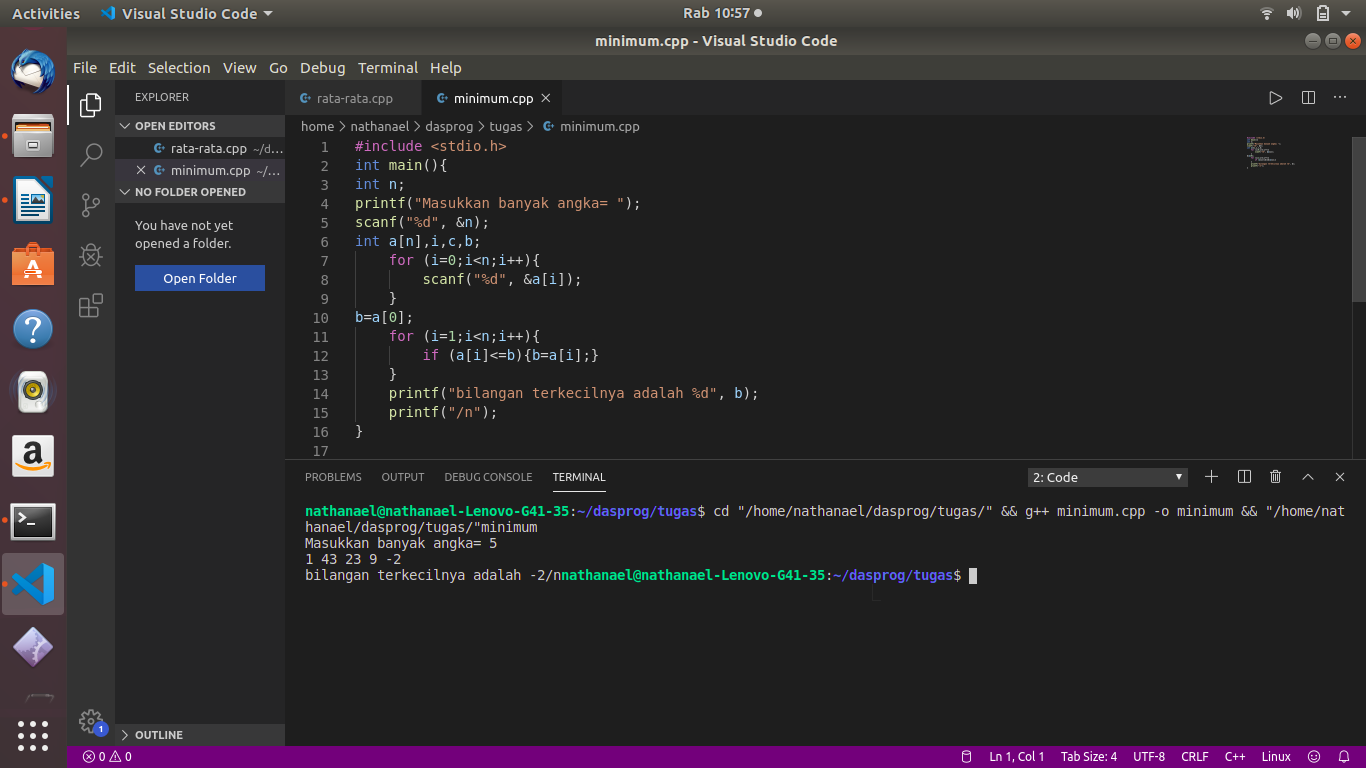 Activities Visual Studio Code Rab 10:57
minimum.cpp - Visual Studio Code
File Edit Selection View Go Debug Terminal Help
EXPLORER
OPEN EDITORS
rata-rata.cpp ~/d...
minimum.cpp ~/...
NO FOLDER OPENED
You have not yet
opened a folder.
Open Folder
OUTLINE
1
rata-rata.cpp minimum.cpp
home > nathanael > dasprog > tugas > minimum.cpp
1 #include <stdio.h>
2 int main(){
3 int n;
4 printf("Masukkan banyak angka= ");
5 scanf("%d", &n);
6 int a[n],i,c,b;
7 for (i=0;i<n;i++){
8 scanf("%d", &a[i]);
9 }
10 b=a[0];
11 for (i=1;i<n;i++){
12 if (a[i]<=b){b=a[i];}
13 }
14 printf("bilangan terkecilnya adalah %d", b);
15 printf("/n");
16 }
17
PROBLEMS OUTPUT DEBUG CONSOLE TERMINAL 2: Code
nathanael@nathanael-Lenovo-G41-35:~/dasprog/tugas$ cd "/home/nathanael/dasprog/tugas/" && g++ minimum.cpp -o minimum && "/home/nat
hanael/dasprog/tugas/"minimum
Masukkan banyak angka= 5
1 43 23 9 -2
bilangan terkecilnya adalah -2/nnathanael@nathanael-Lenovo-G41-35:~/dasprog/tugas$
0 0 Ln 1, Col 1 Tab Size: 4 UTF-8 CRLF C++ Linux